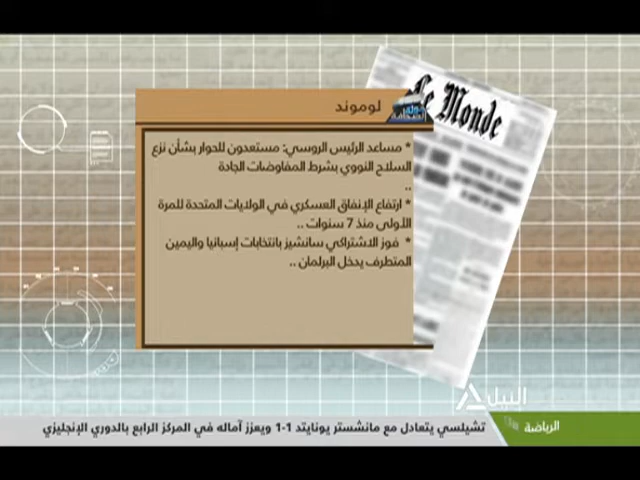 لوموند
Le Monde
* مساعد الرئيس الروسي: مستعدون للحوار بشأن نزع
السلاح النووي بشرط المفاوضات الجادة
..
* ارتفاع الإنفاق العسكري في الولايات المتحدة للمرة
الأولى منذ 7 سنوات ..
* فوز الاشتراكي سانشيز بانتخابات إسبانيا واليمين
المتطرف يدخل البرلمان ..
النيل
الرياضة
تشيلسي يتعادل مع مانشستر يونايتد 1-1 ويعزز آماله في المركز الرابع بالدوري الإنجليزي